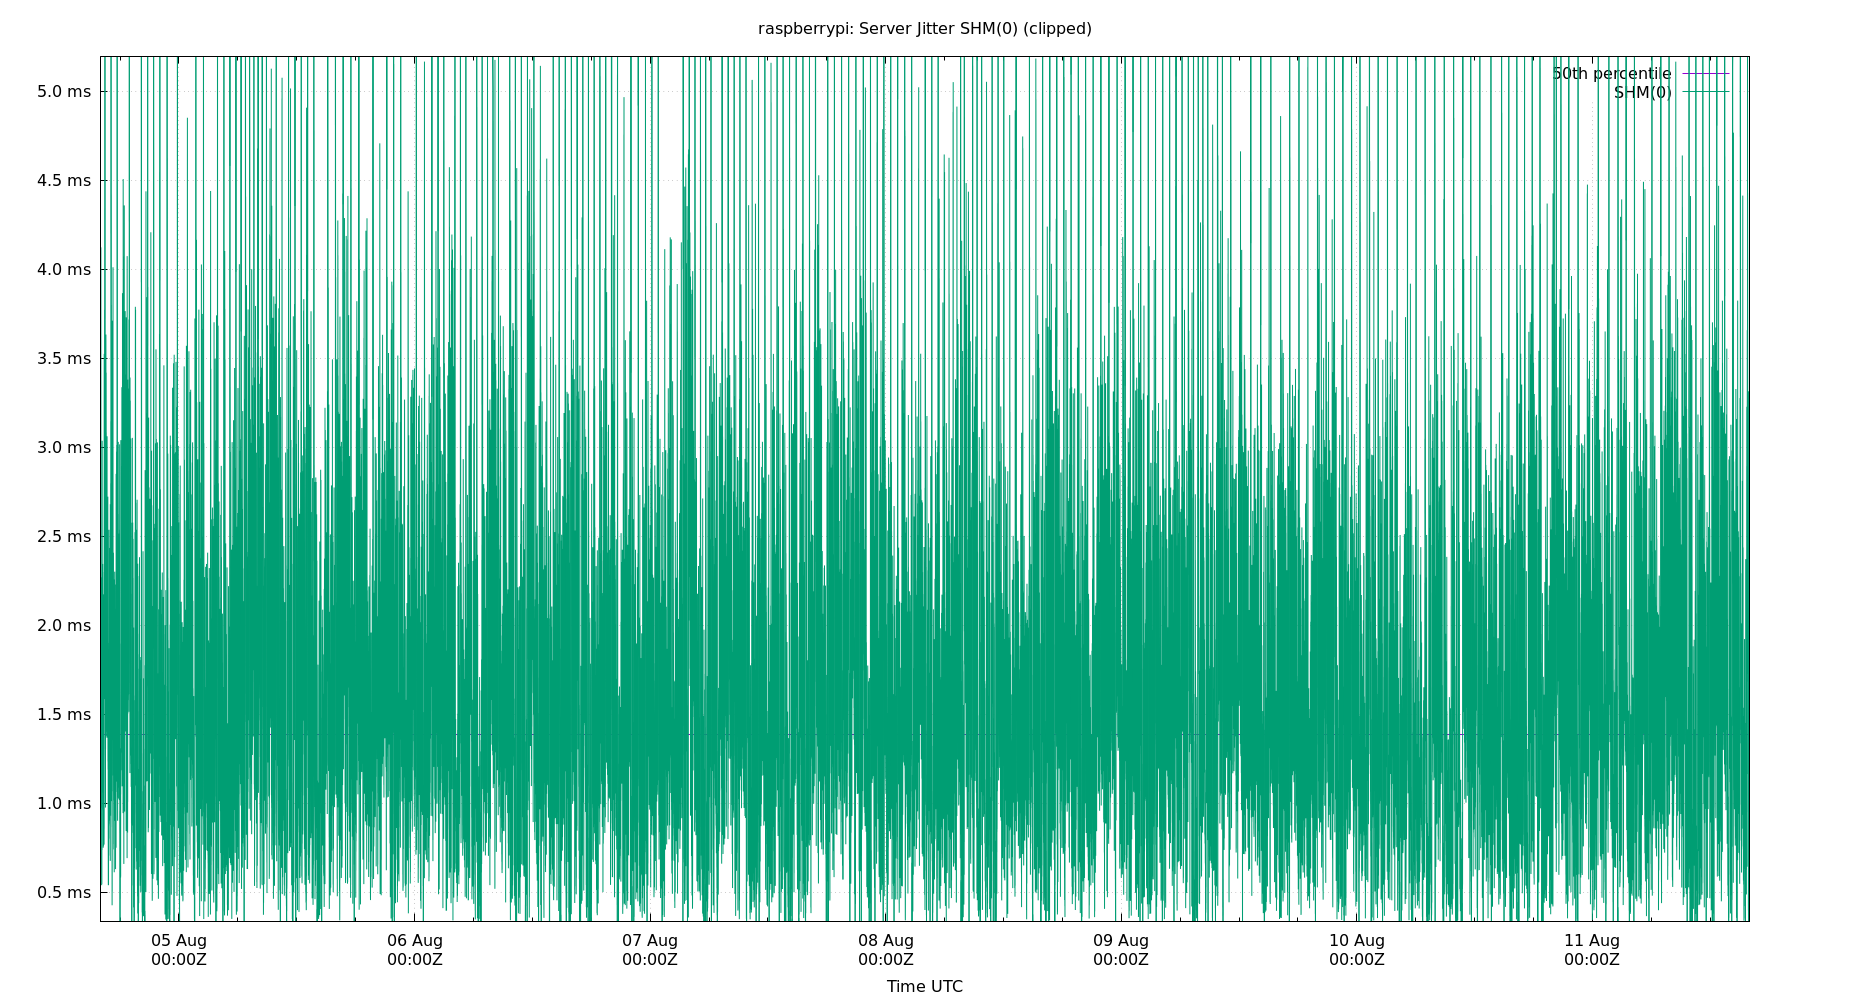 raspberrypi: Server Jitter SHM(0) (clipped)
50th percentile
SHM(0)
5.0 ms
4.5 ms
4.0 ms
3.5 ms
3.0 ms
2.5 ms
2.0 ms
1.5 ms
1.0 ms
0.5 ms
05 Aug 06 Aug 07 Aug 08 Aug 09 Aug 10 Aug 11 Aug
00:00Z 00:00Z 00:00Z 00:00Z 00:00Z 00:00Z 00:00Z
Time UTC